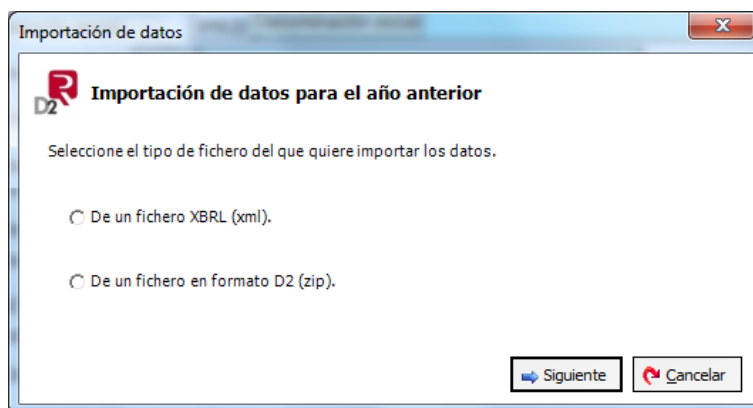 Importación de datos
D2 R
Importación de datos para el año anterior
Seleccione el tipo de fichero del que quiere importar los datos.
De un fichero XBRL (xml).
De un fichero en formato D2 (zip).
Siguiente
Cancelar